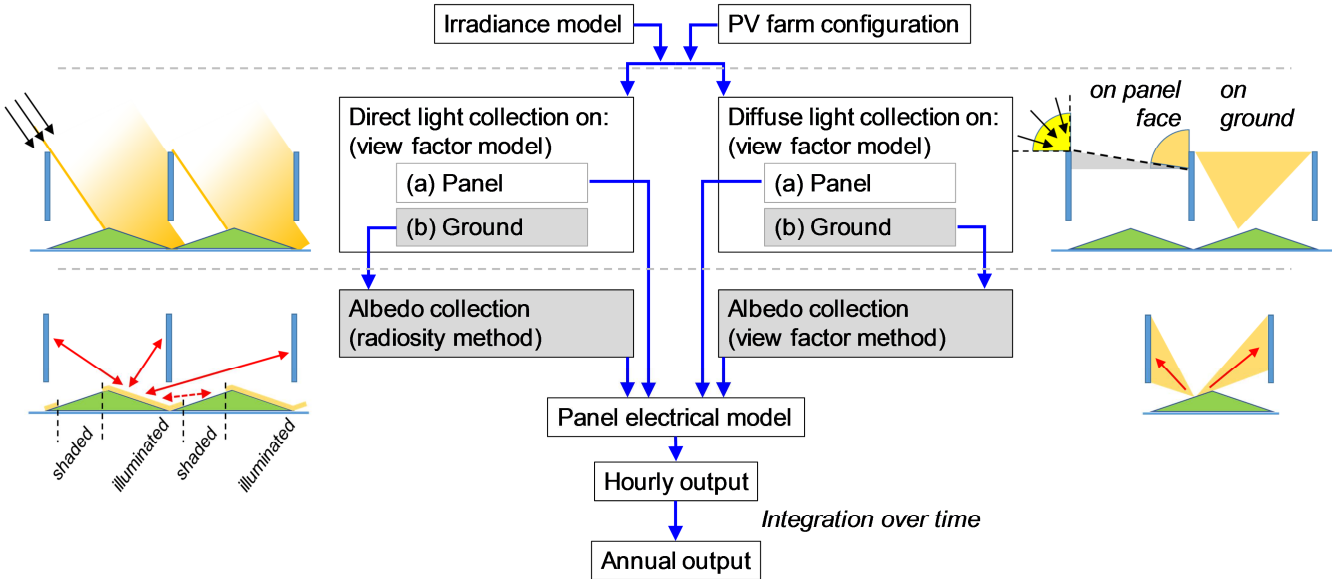 Irradiance model
PV farm configuration
Direct light collection on:
(view factor model)
(a) Panel
(b) Ground
Diffuse light collection on:
(view factor model)
(a) Panel
(b) Ground
on panel
face
on
ground
Albedo collection
(radiosity method)
Albedo collection
(view factor method)
shaded
illuminated
shaded
illuminated
Panel electrical model
Hourly output
Integration over time
Annual output